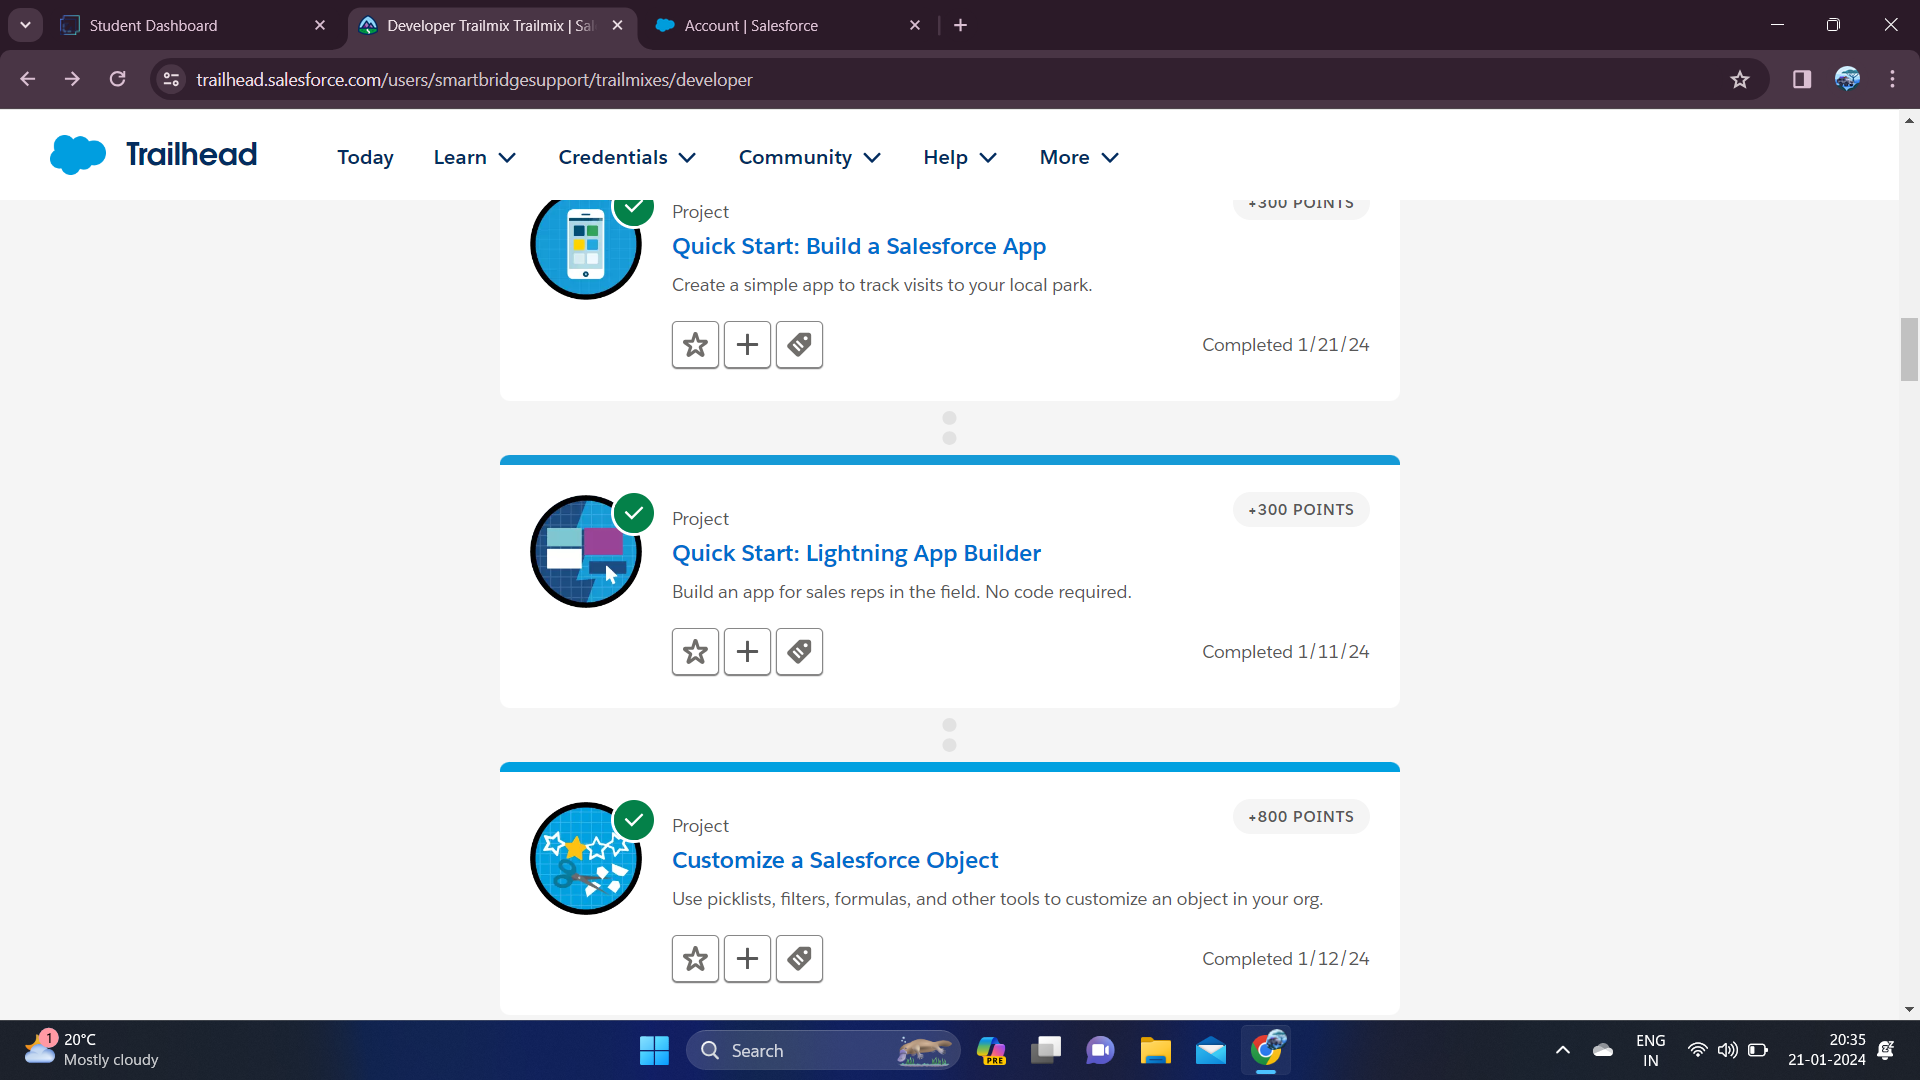 Student Dashboard
Developer Trailmix Trailmix | Sal
Account | Salesforce
trailhead.salesforce.com/users/smartbridgesupport/trailmixes/developer
Trailhead
Today
Learn
Credentials
Community
Help
More
Project
+300 POINTS
Quick Start: Build a Salesforce App
Create a simple app to track visits to your local park.
Completed 1/21/24
Project
+300 POINTS
Quick Start: Lightning App Builder
Build an app for sales reps in the field. No code required.
Completed 1/11/24
Project
+800 POINTS
Customize a Salesforce Object
Use picklists, filters, formulas, and other tools to customize an object in your org.
Completed 1/12/24
1
20°C
Mostly cloudy
Search
PRE
ENG
IN
20:35
21-01-2024